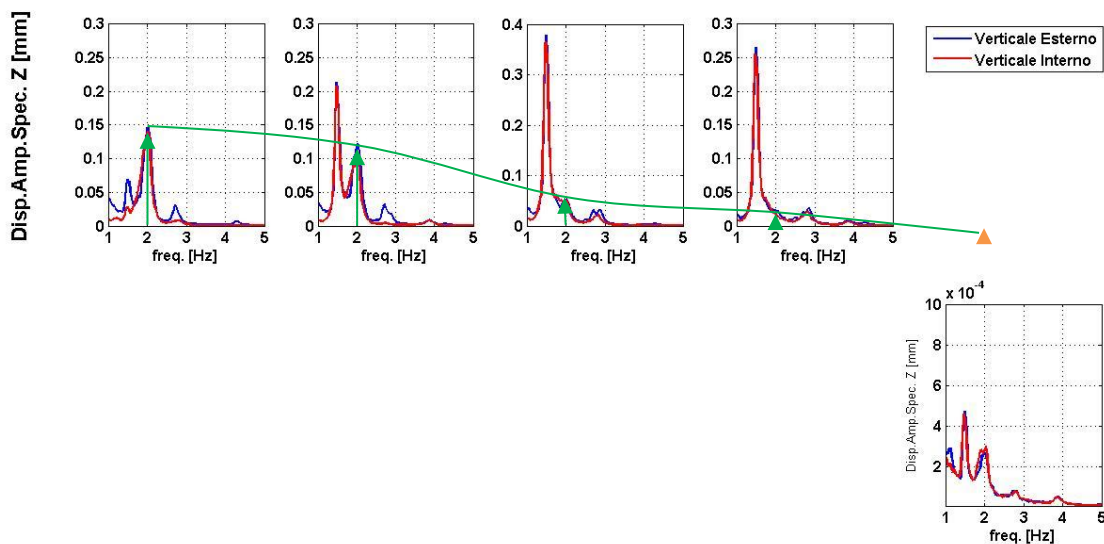 Disp.Amp.Spec. Z [mm]
0.3
0.25
0.2
0.15
0.1
0.05
0
1 2 3 4 5
freq. [Hz]
0.3
0.25
0.2
0.15
0.1
0.05
0
1 2 3 4 5
freq. [Hz]
0.4
0.3
0.2
0.1
0
1 2 3 4 5
freq. [Hz]
0.3
0.25
0.2
0.15
0.1
0.05
0
1 2 3 4 5
freq. [Hz]
Verticale Esterno
Verticale Interno
x 10⁻⁴
Disp.Amp.Spec. Z [mm]
10
8
6
4
2
1 2 3 4 5
freq. [Hz]